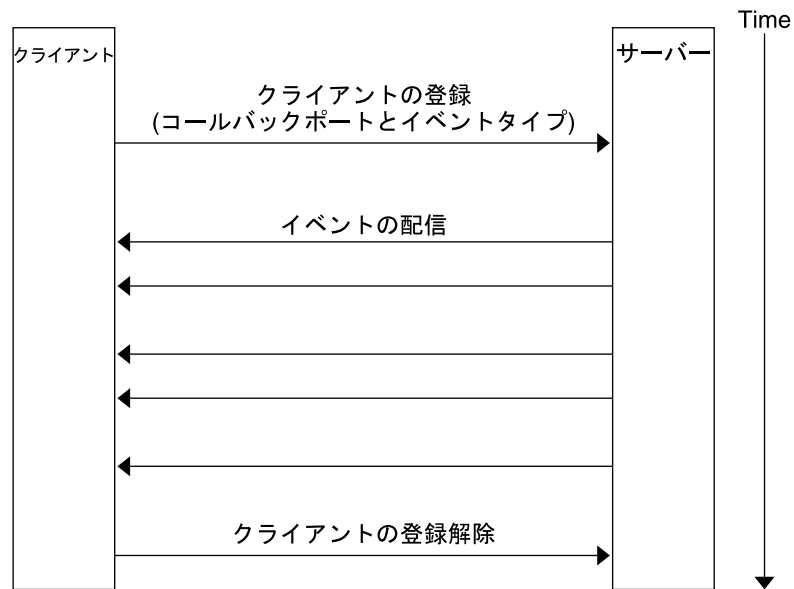 Time
クライアント
サーバー
クライアントの登録
(コールバックポートとイベントタイプ)
イベントの配信
クライアントの登録解除